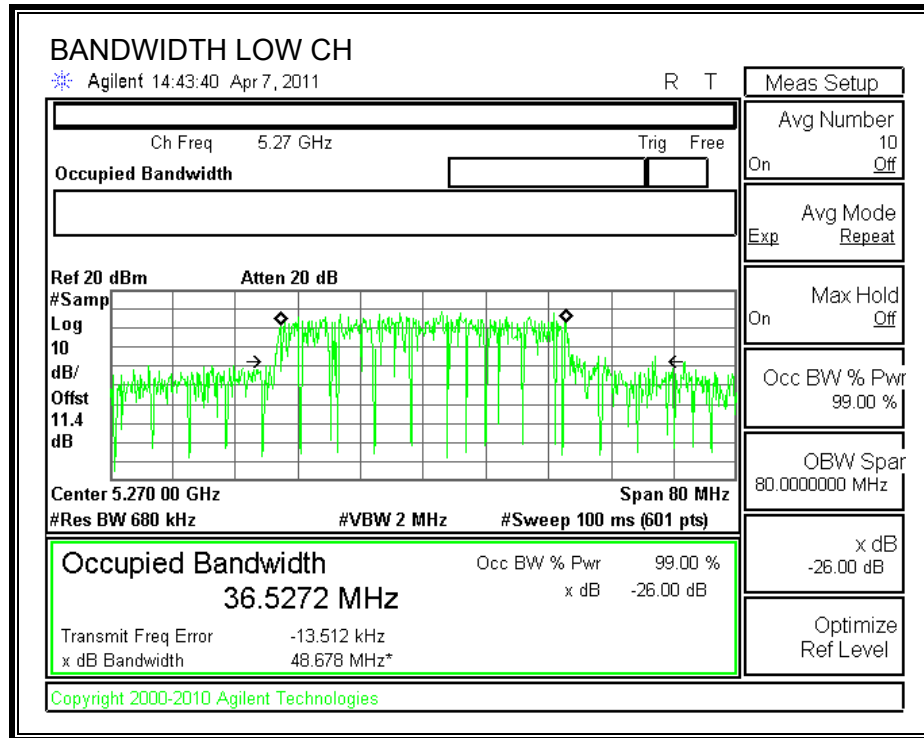 BANDWIDTH LOW CH
Agilent 14:43:40 Apr 7, 2011 R T
Ch Freq 5.27 GHz Trig Free
Occupied Bandwidth
Ref 20 dBm Atten 20 dB
#Samp
Log
10
dB/
Offst
11.4
dB
Center 5.270 00 GHz Span 80 MHz
#Res BW 680 kHz #VBW 2 MHz #Sweep 100 ms (601 pts)
Occupied Bandwidth Occ BW % Pwr 99.00 %
36.5272 MHz x dB -26.00 dB
Transmit Freq Error -13.512 kHz
x dB Bandwidth 48.678 MHz*
Copyright 2000-2010 Agilent Technologies
Meas Setup
Avg Number
10
On Off
Avg Mode
Exp Repeat
Max Hold
On Off
Occ BW % Pwr
99.00 %
OBW Span
80.0000000 MHz
x dB
-26.00 dB
Optimize
Ref Level